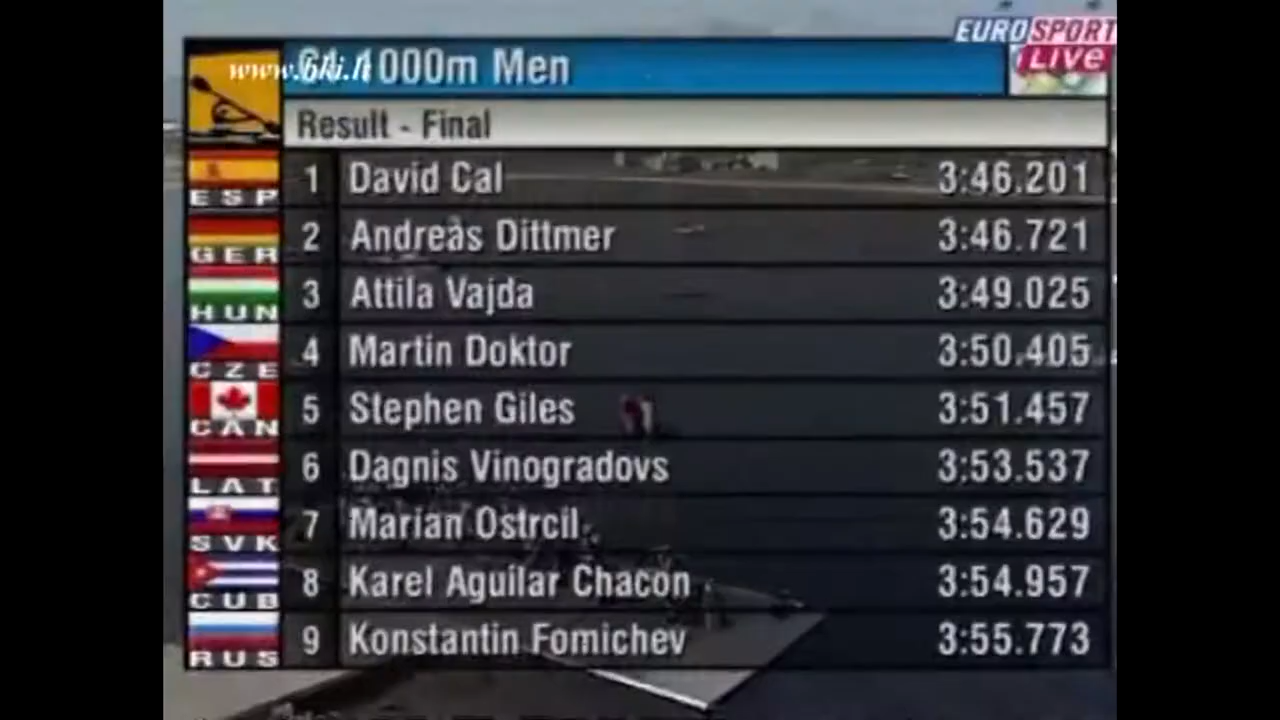 EUROSPORT
LIVE
www.bki.lt
C1 1000m Men
Result - Final
ESP 1 David Cal 3:46.201
GER 2 Andreas Dittmer 3:46.721
HUN 3 Attila Vajda 3:49.025
CZE 4 Martin Doktor 3:50.405
CAN 5 Stephen Giles 3:51.457
LAT 6 Dagnis Vinogradovs 3:53.537
SVK 7 Marian Ostrcil 3:54.629
CUB 8 Karel Aguilar Chacon 3:54.957
RUS 9 Konstantin Fomichev 3:55.773